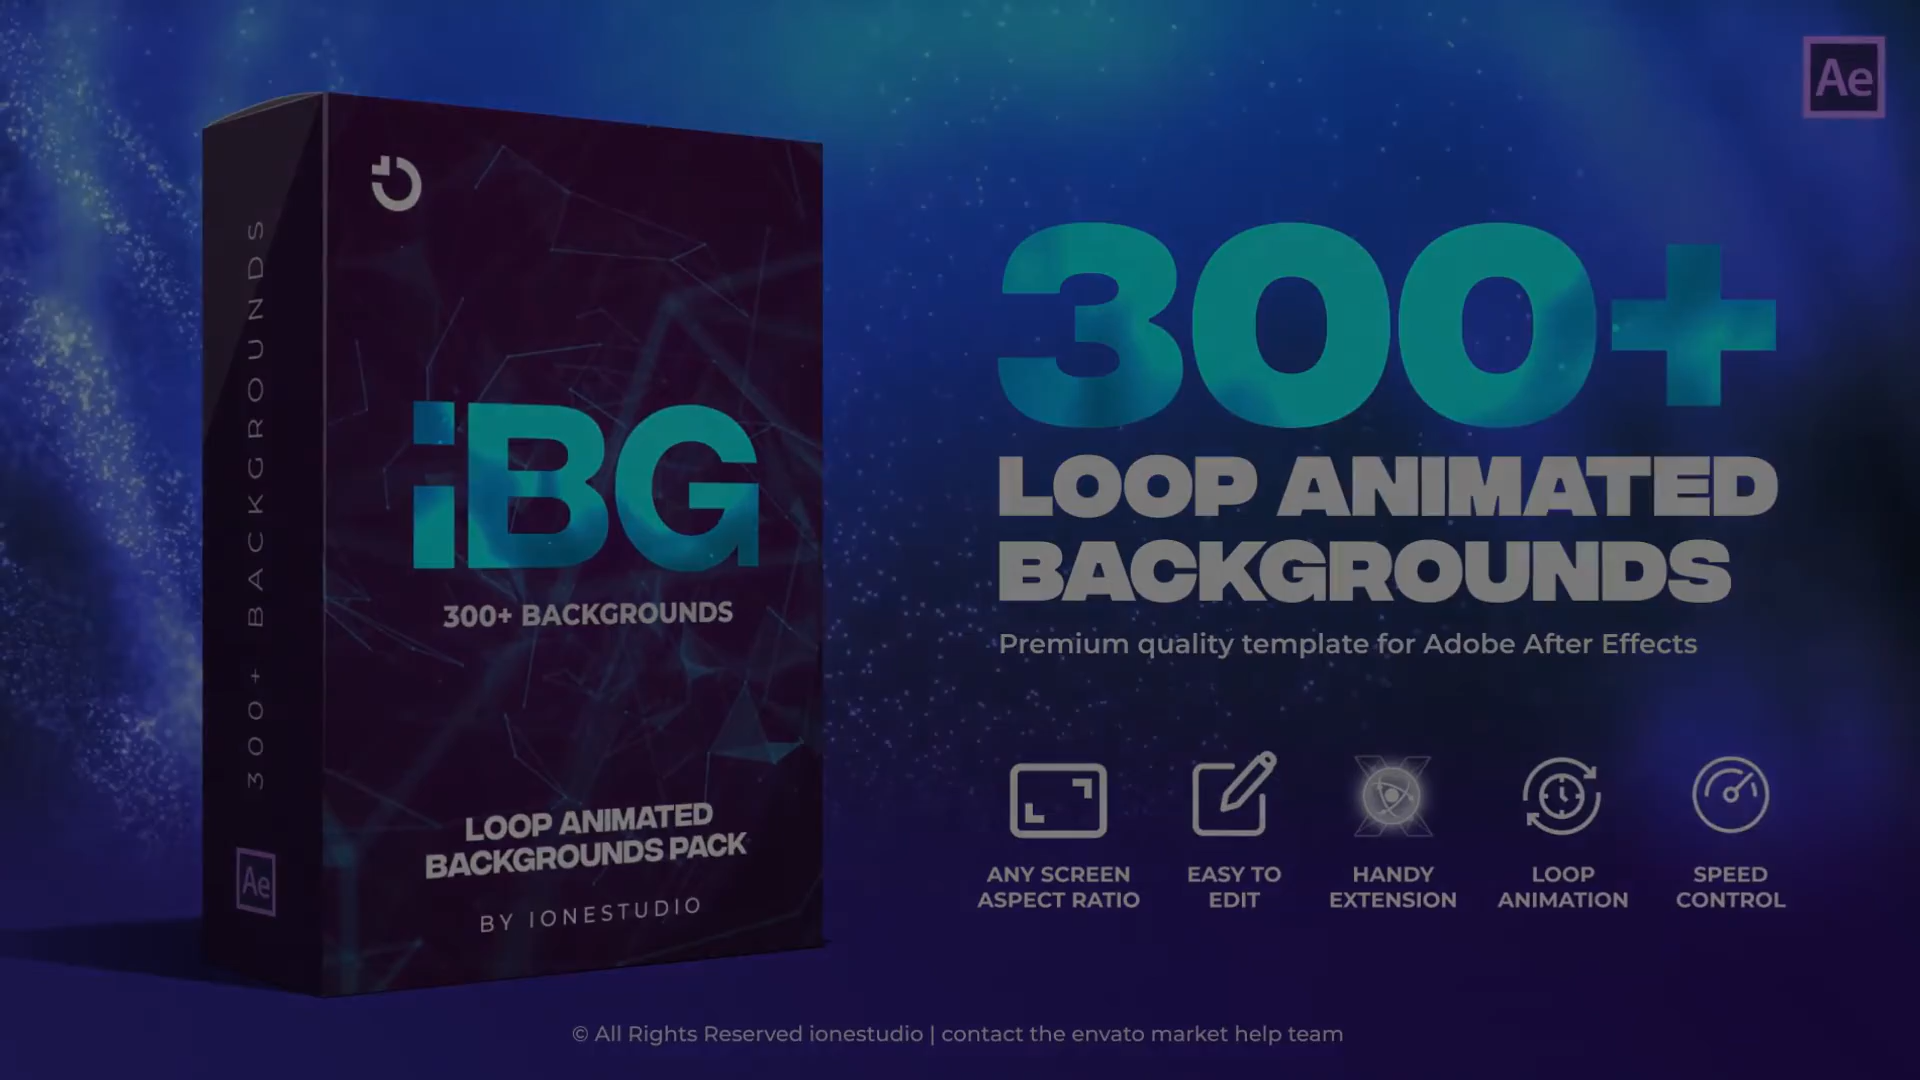 Ae
300+ BACKGROUNDS
iBG
300+ BACKGROUNDS
LOOP ANIMATED
BACKGROUNDS PACK
BY IONESTUDIO
Ae
300+
LOOP ANIMATED
BACKGROUNDS
Premium quality template for Adobe After Effects
ANY SCREEN
ASPECT RATIO
EASY TO
EDIT
HANDY
EXTENSION
LOOP
ANIMATION
SPEED
CONTROL
© All Rights Reserved ionestudio | contact the envato market help team